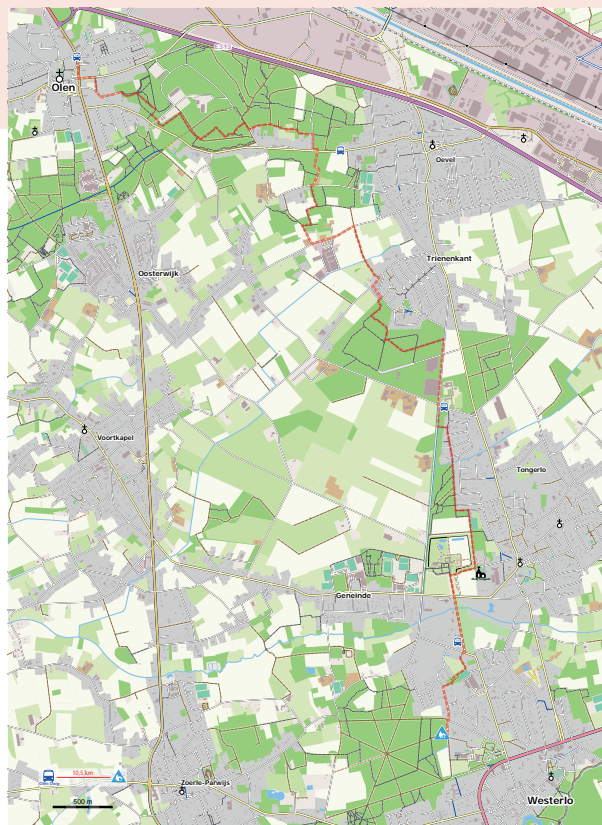 E313
Olen
Oevel
Trienenkant
Oosterwijk
Voortkapel
Tongerlo
Geneinde
10,5 km
Zoerle-Parwijs
500 m
Westerlo